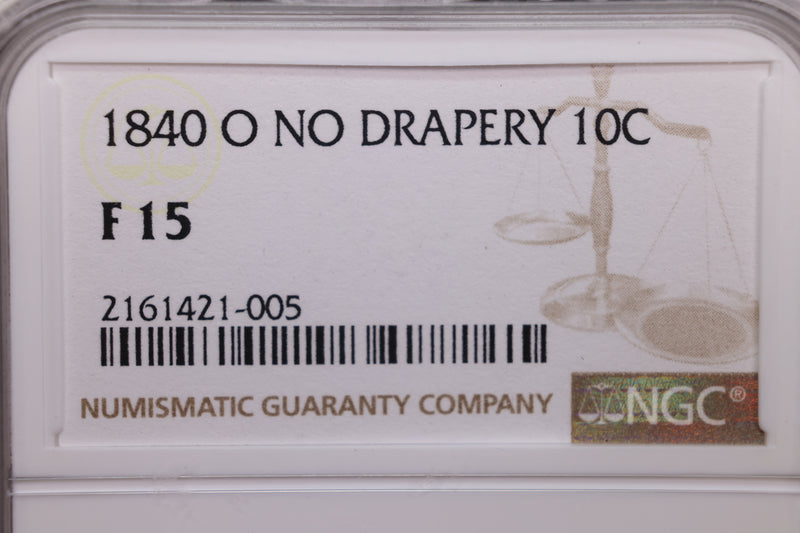 1840 O NO DRAPERY 10C
F 15
2161421-005
NUMISMATIC GUARANTY COMPANY
NGC®